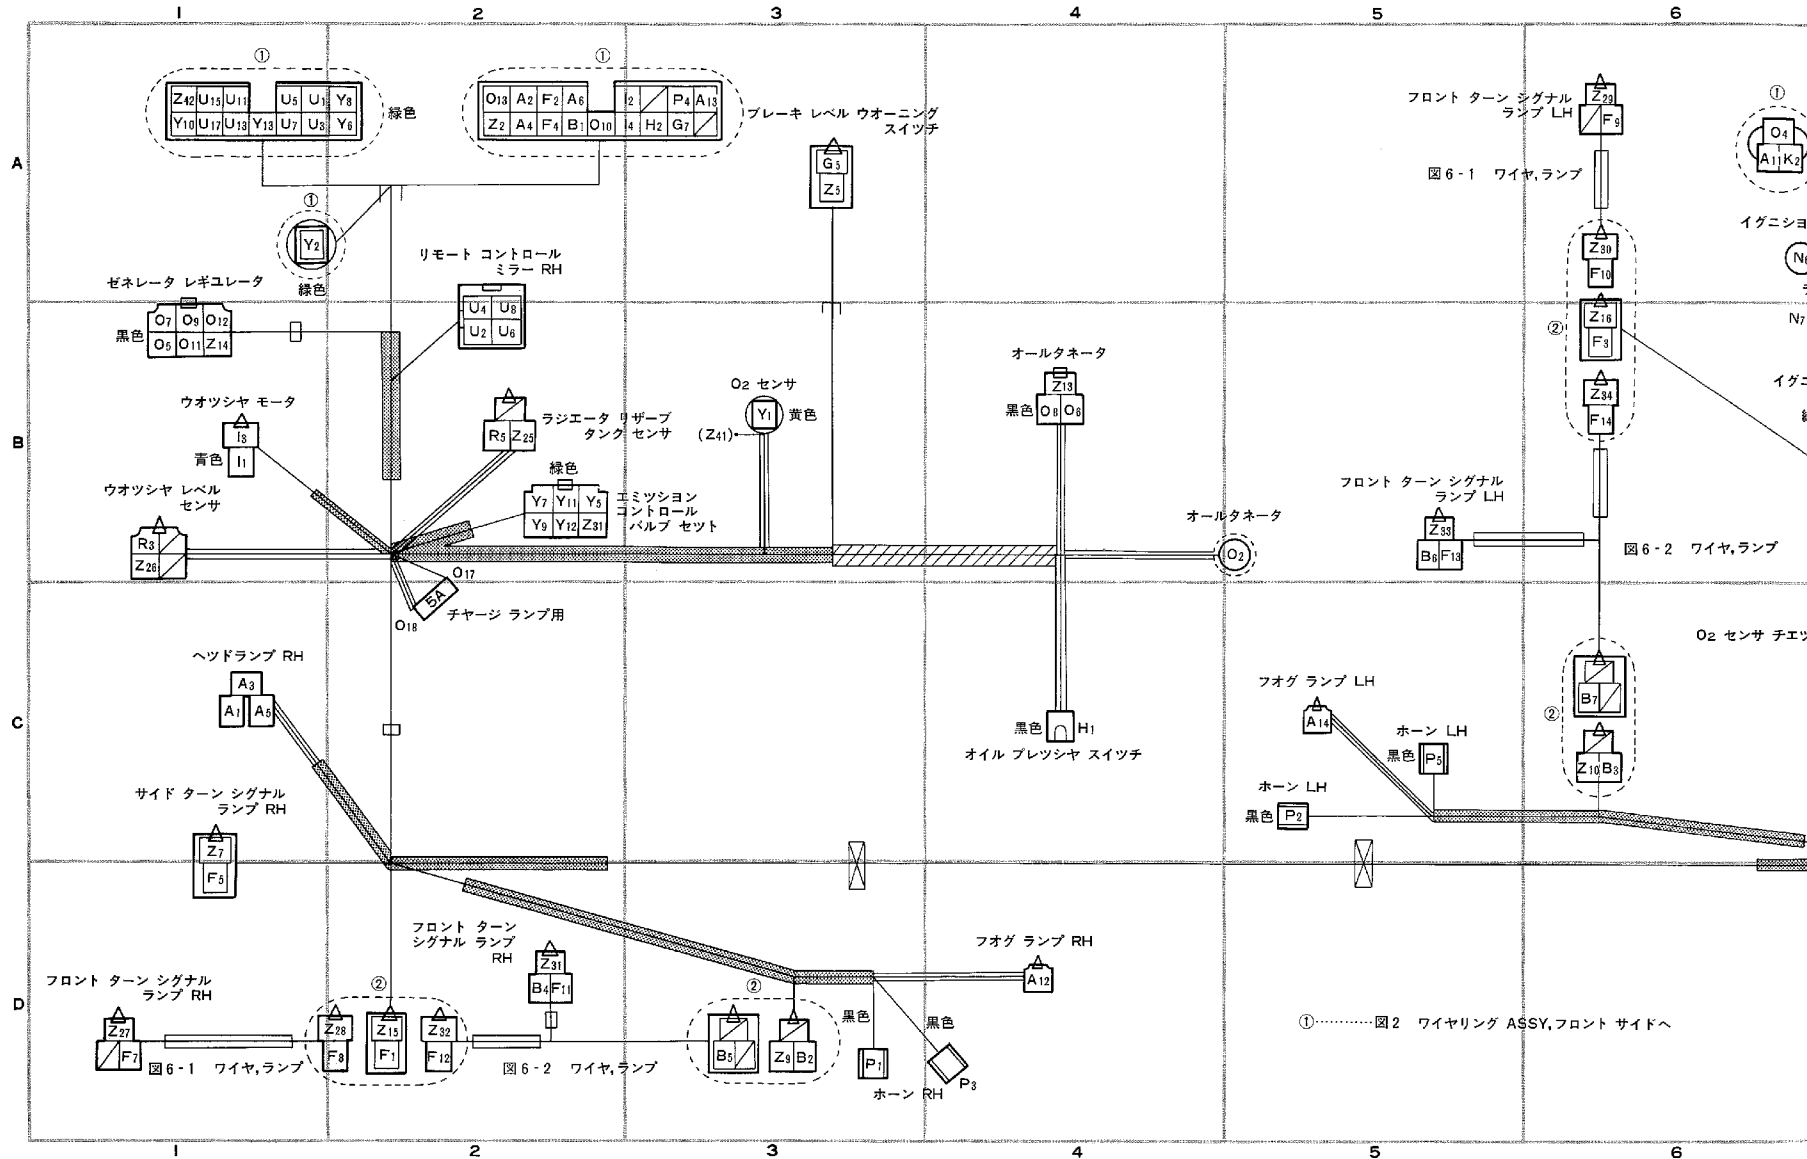 1 2 3 4 5 6
A
B
C
D
①
Z42 U15 U11 U5 U1 Y8
Y10 U17 U13 Y13 U7 U3 Y6
緑色
①
O13 A2 F2 A6 I2 P4 A13
Z2 A4 F4 B1 O10 I4 H2 G7
ブレーキ レベル ウオーニング
スイツチ
G5
Z5
①
Y2
緑色
リモート コントロール
ミラー RH
U4 U8
U2 U6
ゼネレータ レギユレータ
黒色
O7 O9 O12
O5 O11 Z14
フロント ターン シグナル
ランプ LH
Z29
F9
図6-1 ワイヤ,ランプ
①
O4
A11 K2
イグニシヨ
N7
Z30
F10
②
Z16
F3
Z34
F14
ウオツシヤ モータ
I3
青色
I1
ラジエータ リザーブ
タンク センサ
R5 Z25
O2 センサ
Y1
黄色
(Z41)
オールタネータ
Z13
黒色
O8 O6
イグニ
ウオツシヤ レベル
センサ
R3
Z26
緑色
Y7 Y11 Y5
Y9 Y12 Z31
エミツシヨン
コントロール
バルブ セツト
オールタネータ
O2
フロント ターン シグナル
ランプ LH
Z33
B6 F13
図6-2 ワイヤ,ランプ
O17
5A
O18
チヤージ ランプ用
ヘツドランプ RH
A3
A1 A5
黒色
H1
オイル プレツシヤ スイツチ
フオグ ランプ LH
A14
ホーン LH
黒色
P5
ホーン LH
黒色
P2
O2 センサ チエツ
②
B7
Z10 B3
サイド ターン シグナル
ランプ RH
Z7
F5
フロント ターン
シグナル ランプ
RH
Z31
B4 F11
フオグ ランプ RH
A12
フロント ターン シグナル
ランプ RH
Z27
F7
図6-1 ワイヤ,ランプ
②
Z28
F8
Z15
F1
Z32
F12
図6-2 ワイヤ,ランプ
②
B5
Z9 B2
黒色
P1
黒色
P3
ホーン RH
①………図2 ワイヤリング ASSY,フロント サイドへ
1 2 3 4 5 6